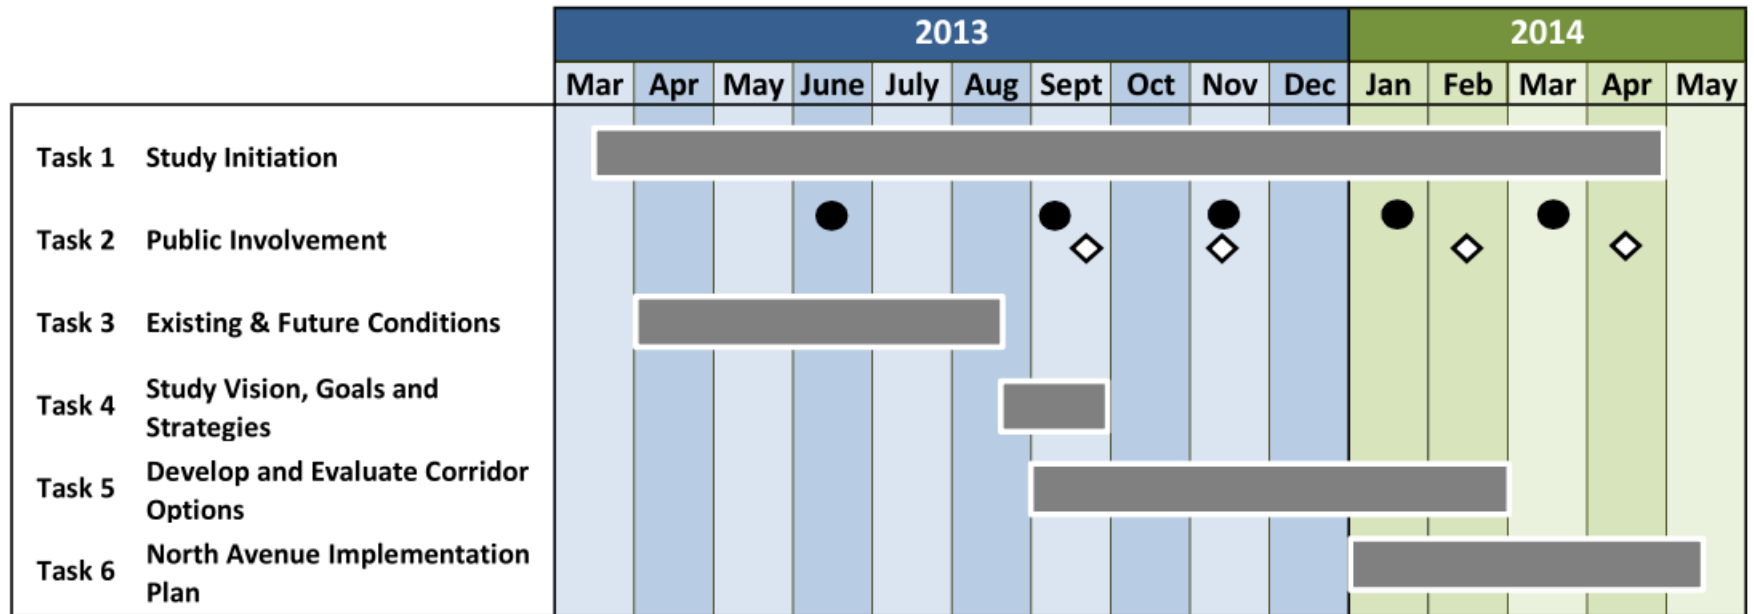 2013 2014
Mar Apr May June July Aug Sept Oct Nov Dec Jan Feb Mar Apr May
Task 1 Study Initiation
Task 2 Public Involvement
Task 3 Existing & Future Conditions
Task 4 Study Vision, Goals and
Strategies
Task 5 Develop and Evaluate Corridor
Options
Task 6 North Avenue Implementation
Plan